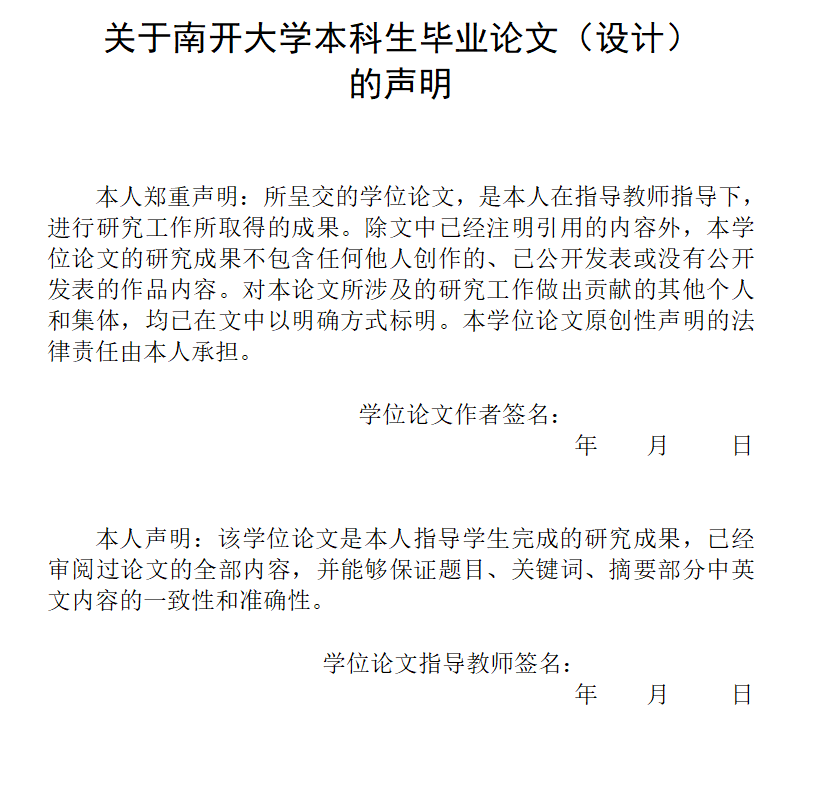 关于南开大学本科生毕业论文（设计）
的声明
本人郑重声明：所呈交的学位论文，是本人在指导教师指导下，
进行研究工作所取得的成果。除文中已经注明引用的内容外，本学
位论文的研究成果不包含任何他人创作的、已公开发表或没有公开
发表的作品内容。对本论文所涉及的研究工作做出贡献的其他个人
和集体，均已在文中以明确方式标明。本学位论文原创性声明的法
律责任由本人承担。
学位论文作者签名：
年 月 日
本人声明：该学位论文是本人指导学生完成的研究成果，已经
审阅过论文的全部内容，并能够保证题目、关键词、摘要部分中英
文内容的一致性和准确性。
学位论文指导教师签名：
年 月 日